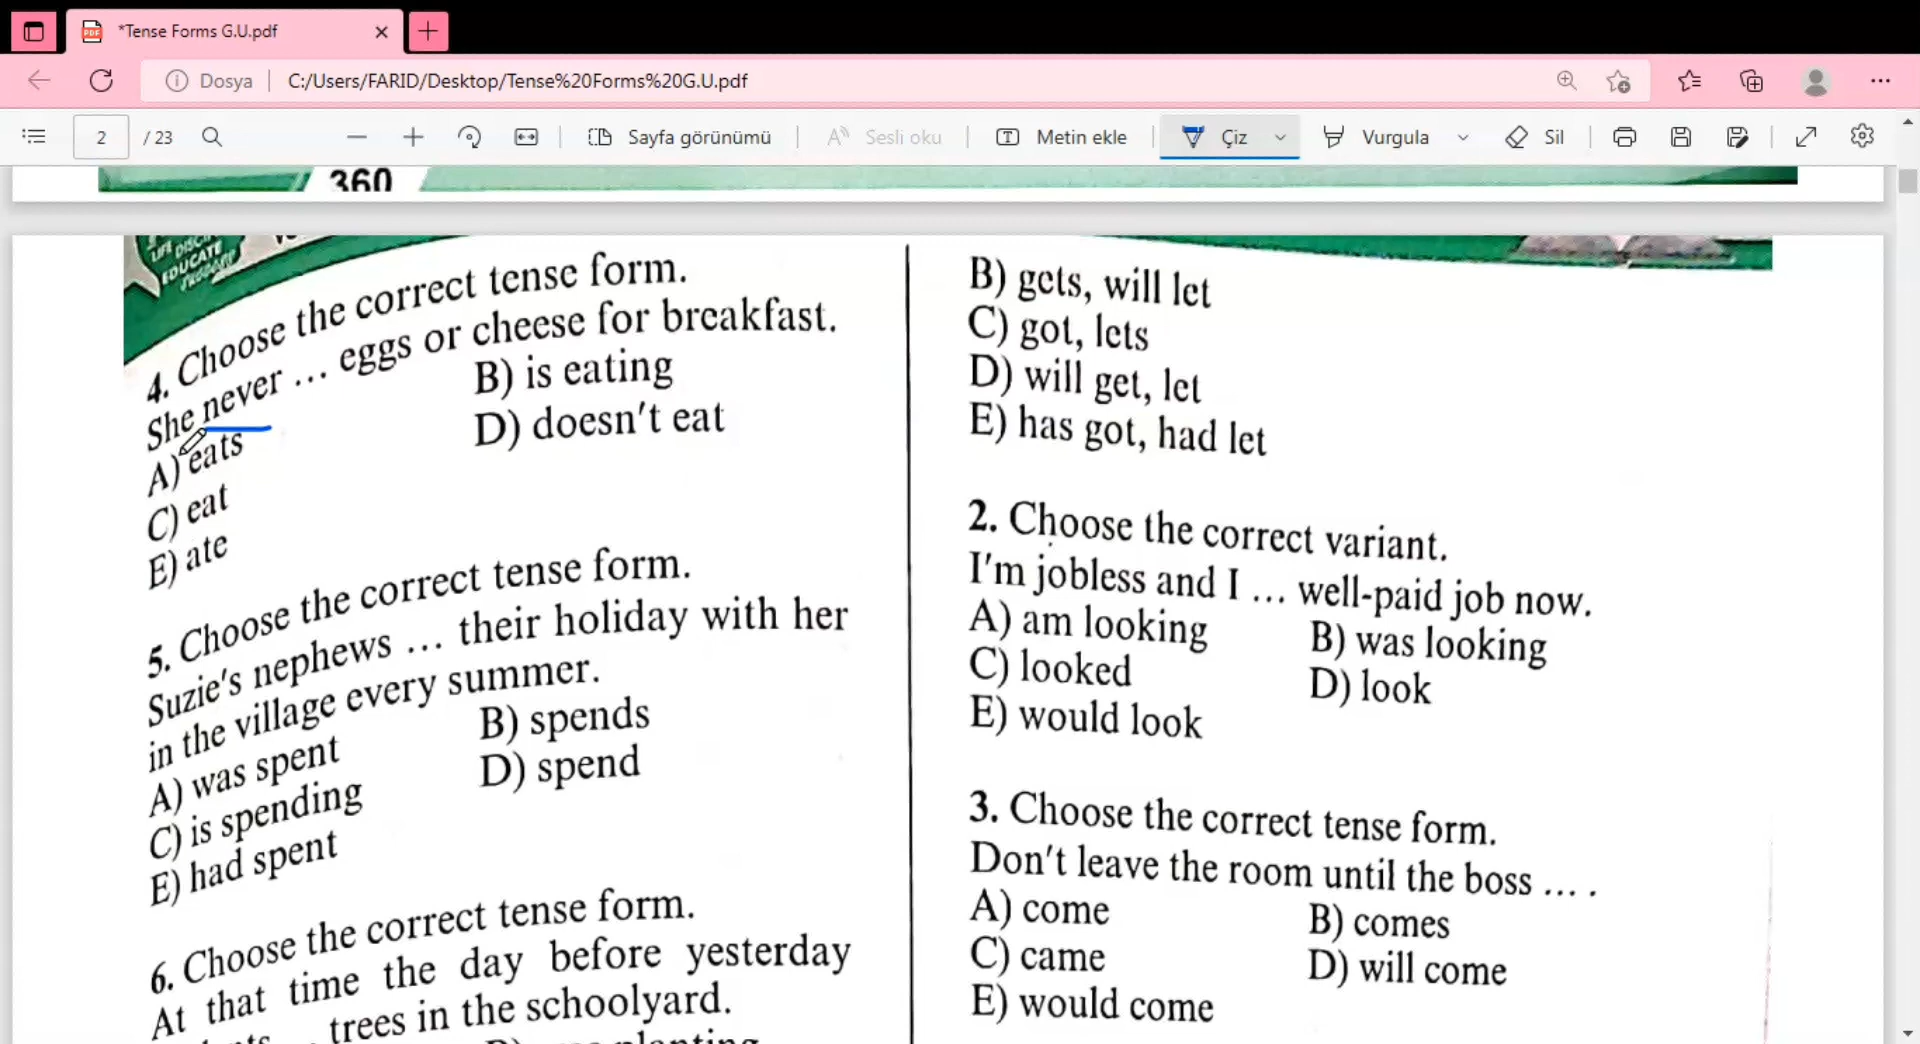 *Tense Forms G.U.pdf
Dosya
C:/Users/FARID/Desktop/Tense%20Forms%20G.U.pdf
2 / 23
Sayfa görünümü
Sesli oku
Metin ekle
Çiz
Vurgula
Sil
360
LIFE DISC
EDUCATE
Support
4. Choose the correct tense form.
She never ... eggs or cheese for breakfast.
A) eats
B) is eating
C) eat
D) doesn't eat
E) ate
5. Choose the correct tense form.
Suzie's nephews ... their holiday with her
in the village every summer.
A) was spent
B) spends
C) is spending
D) spend
E) had spent
6. Choose the correct tense form.
At that time the day before yesterday
... trees in the schoolyard.
planting
B) gets, will let
C) got, lets
D) will get, let
E) has got, had let
2. Choose the correct variant.
I'm jobless and I ... well-paid job now.
A) am looking
B) was looking
C) looked
D) look
E) would look
3. Choose the correct tense form.
Don't leave the room until the boss ... .
A) come
B) comes
C) came
D) will come
E) would come